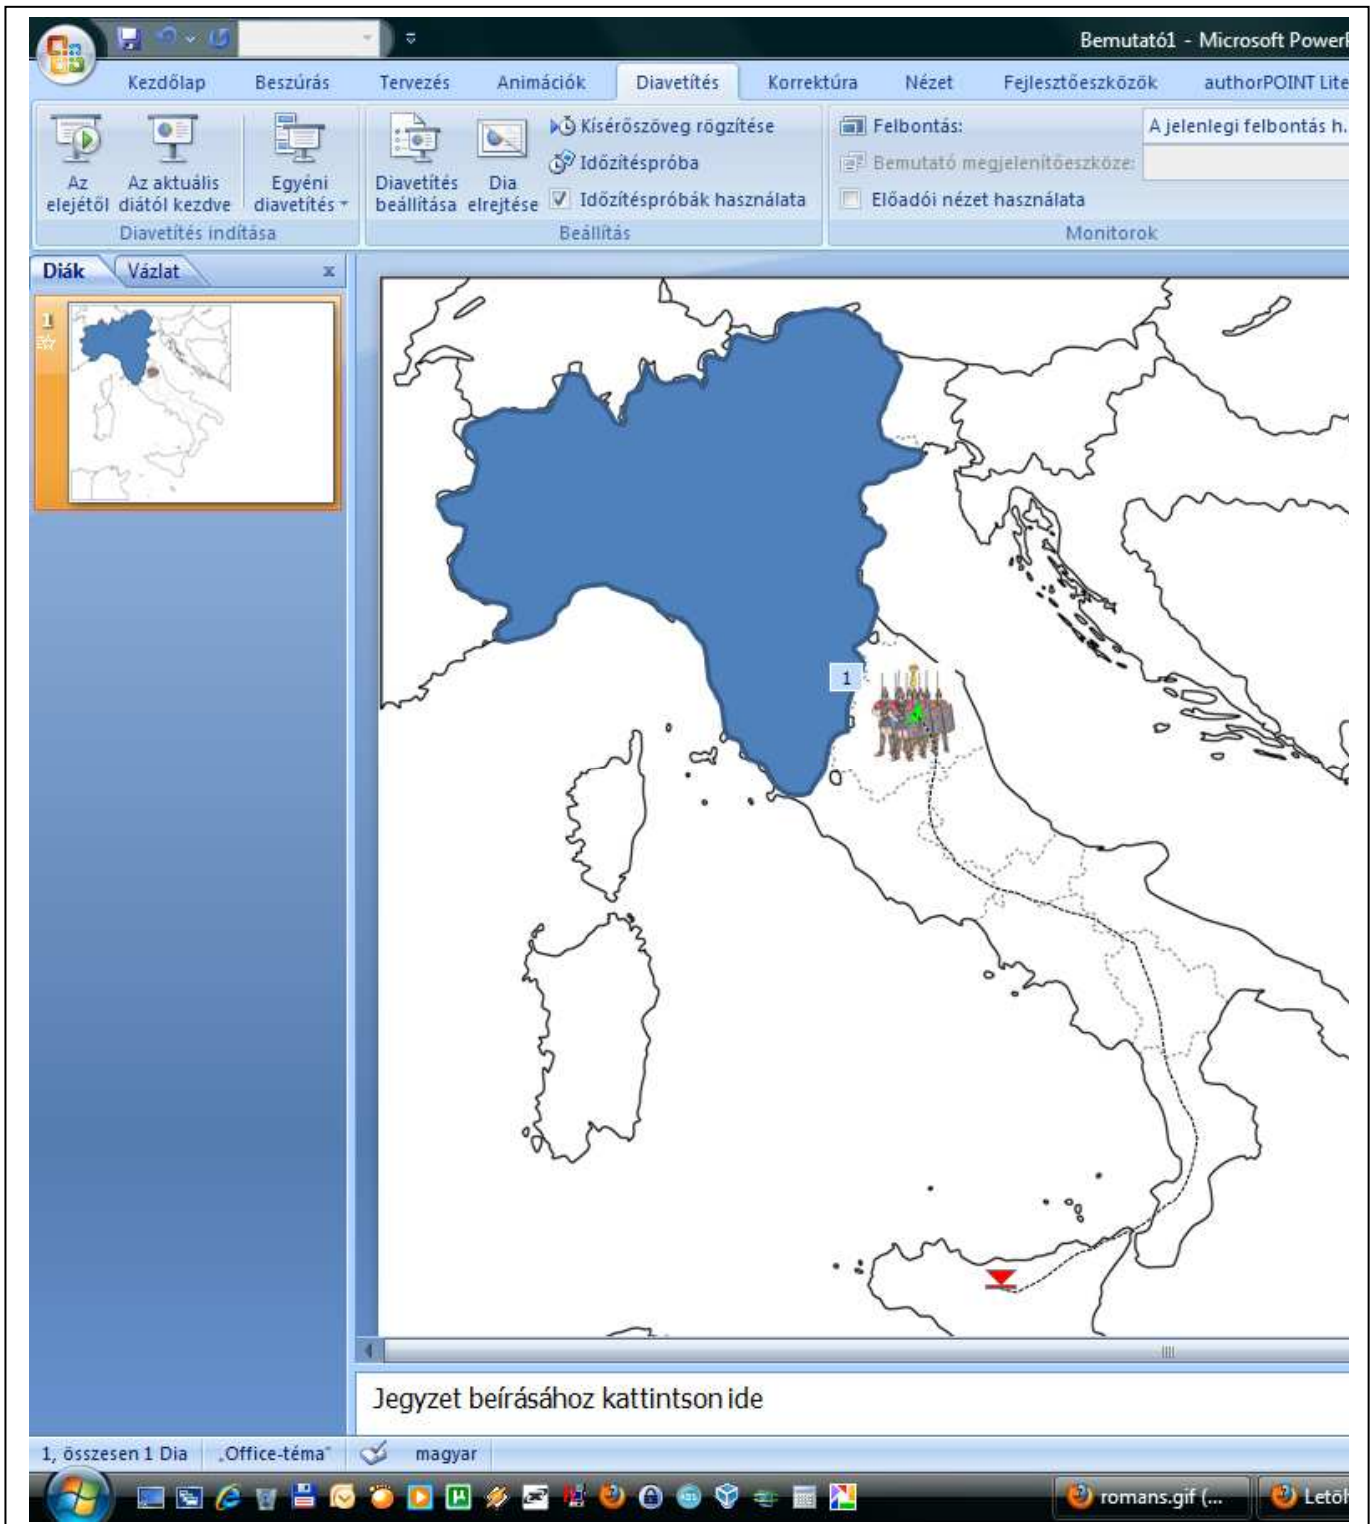 Bemutató1 - Microsoft Power
Kezdőlap Beszúrás Tervezés Animációk Diavetítés Korrektúra Nézet Fejlesztőeszközök authorPOINT Lite
Az elejétől
Az aktuális diától kezdve
Egyéni diavetítés
Diavetítés indítása
Diavetítés beállítása
Dia elrejtése
Kísérőszöveg rögzítése
Időzítéspróba
Időzítéspróbák használata
Beállítás
Felbontás: A jelenlegi felbontás h.
Bemutató megjelenítőeszköze:
Előadói nézet használata
Monitorok
Diák Vázlat x
1
1
Jegyzet beírásához kattintson ide
1, összesen 1 Dia „Office-téma" magyar
romans.gif (... Letöl